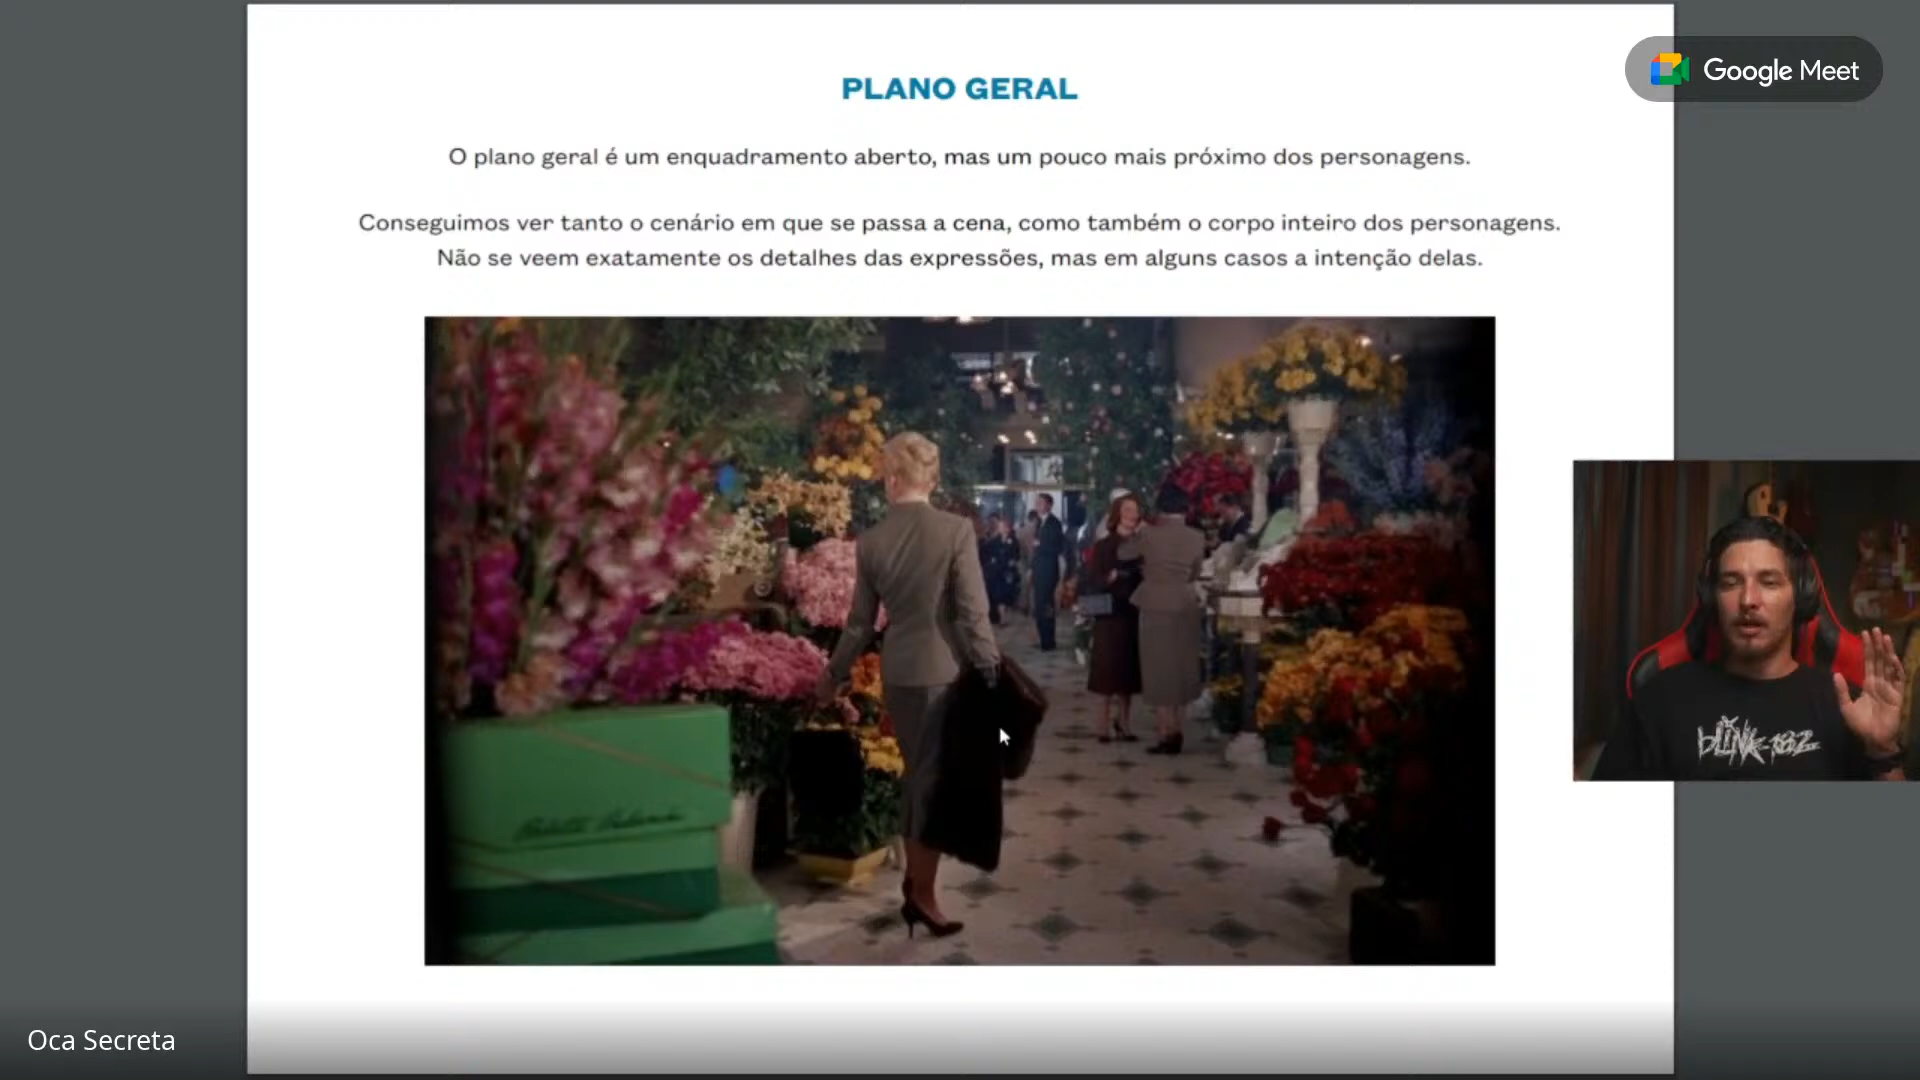 PLANO GERAL
Google Meet
O plano geral é um enquadramento aberto, mas um pouco mais próximo dos personagens.
Conseguimos ver tanto o cenário em que se passa a cena, como também o corpo inteiro dos personagens.
Não se veem exatamente os detalhes das expressões, mas em alguns casos a intenção delas.
blink-182
Oca Secreta